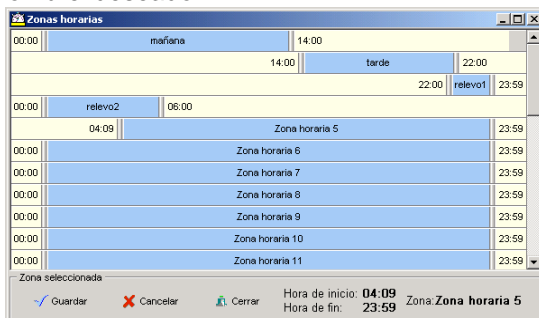 Zonas horarias
00:00 mañana 14:00
14:00 tarde 22:00
22:00 relevo1 23:59
00:00 relevo2 06:00
04:09 Zona horaria 5 23:59
00:00 Zona horaria 6 23:59
00:00 Zona horaria 7 23:59
00:00 Zona horaria 8 23:59
00:00 Zona horaria 9 23:59
00:00 Zona horaria 10 23:59
00:00 Zona horaria 11 23:59
Zona seleccionada
Guardar Cancelar Cerrar Hora de inicio: 04:09 Zona:Zona horaria 5
Hora de fin: 23:59